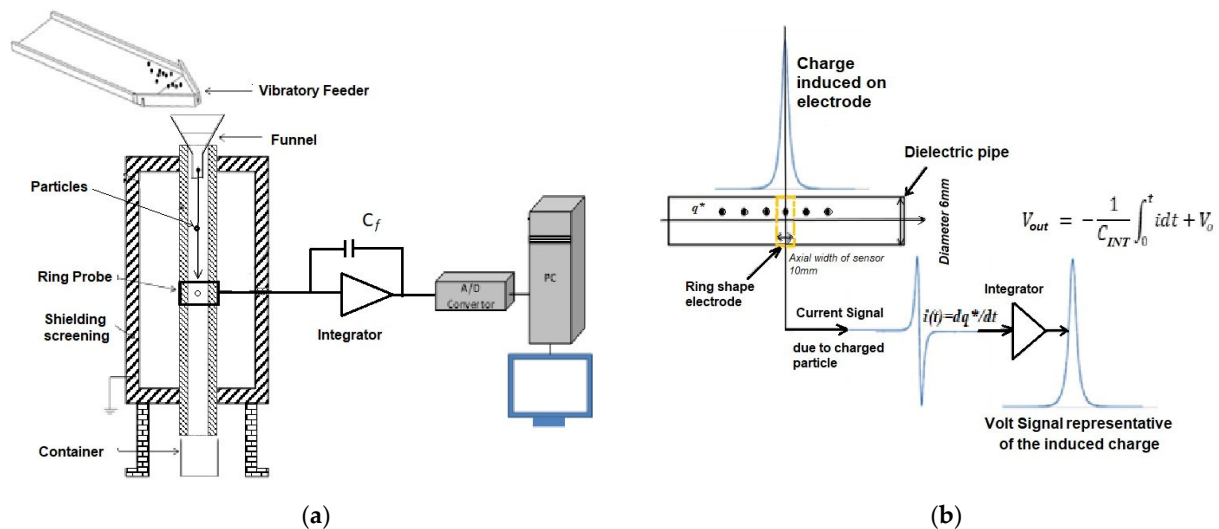 Vibratory Feeder
Funnel
Particles
C_f
Ring Probe
PC
A/D
Convertor
Shielding
screening
Integrator
Container
(a)
Charge
induced on
electrode
Dielectric pipe
q*
Diameter 6mm
V_out = - 1/C_INT ∫_0^t idt + V_o
Axial width of sensor
10mm
Ring shape
electrode
Integrator
Current Signal
i(t)=dq*/dt
due to charged
particle
Volt Signal representative
of the induced charge
(b)